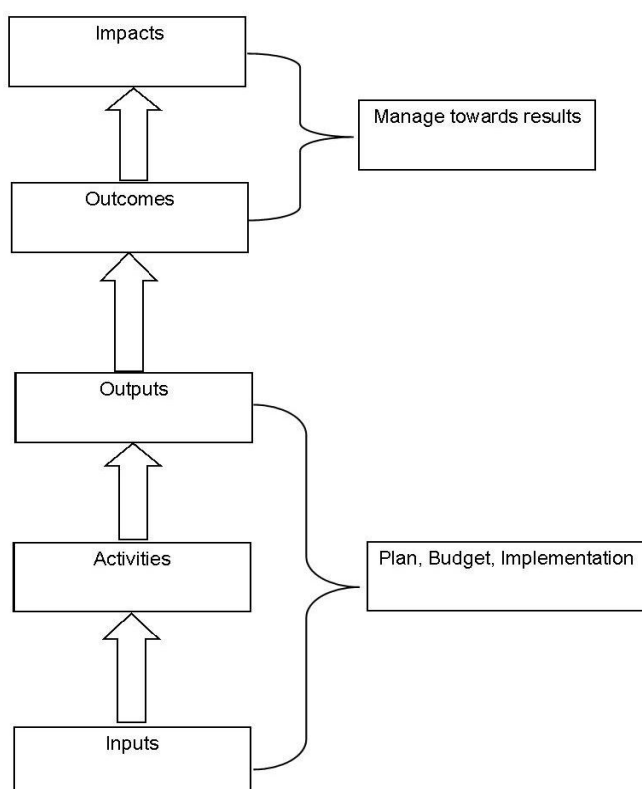 Impacts
Manage towards results
Outcomes
Outputs
Activities
Plan, Budget, Implementation
Inputs